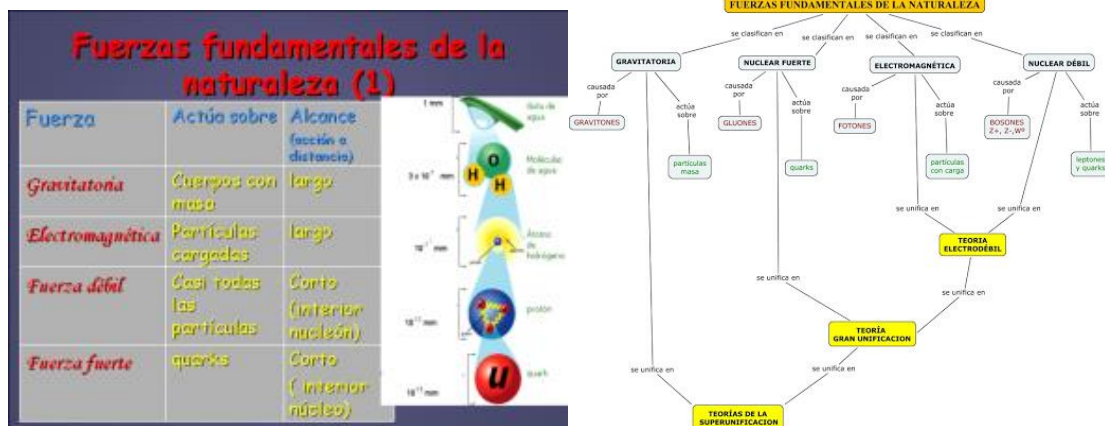 Fuerzas fundamentales de la
naturaleza (1)
Fuerza
Actúa sobre
Alcance
(acción a
distancia)
Gravitatoria
Cuerpos con
masa
largo
Electromagnética
Partículas
cargadas
largo
Fuerza débil
Casi todas
las
partículas
Corto
(interior
nucleón)
Fuerza fuerte
quarks
Corto
( interior
núcleo)
1 mm
Gota de
agua
Molécula
de agua
O
H
H
Átomo
de
hidrógeno
protón
quark
u
FUERZAS FUNDAMENTALES DE LA NATURALEZA
se clasifican en
se clasifican en
se clasifican en
se clasifican en
GRAVITATORIA
NUCLEAR FUERTE
ELECTROMAGNÉTICA
NUCLEAR DÉBIL
causada
por
actúa
sobre
causada
por
actúa
sobre
causada
por
actúa
sobre
causada
por
actúa
sobre
GRAVITONES
partículas
masa
GLUONES
quarks
FOTONES
partículas
con carga
BOSONES
Z+, Z-,Wº
leptones
y quarks
se unifica en
se unifica en
TEORIA
ELECTRODÉBIL
se unifica en
se unifica en
TEORÍA
GRAN UNIFICACION
se unifica en
se unifica en
TEORÍAS DE LA
SUPERUNIFICACION